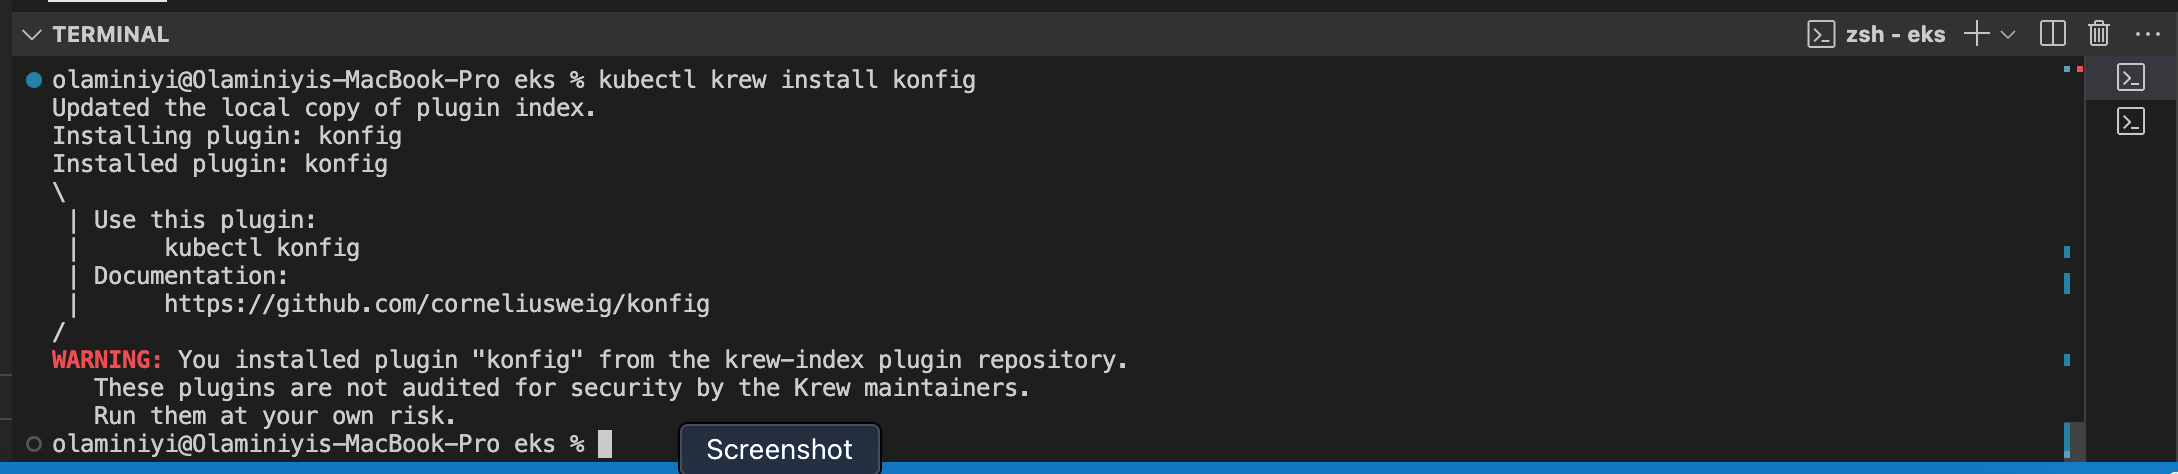 TERMINAL
zsh - eks
olaminiyi@Olaminiyis-MacBook-Pro eks % kubectl krew install konfig
Updated the local copy of plugin index.
Installing plugin: konfig
Installed plugin: konfig
\
 | Use this plugin:
 |      kubectl konfig
 | Documentation:
 |      https://github.com/corneliusweig/konfig
/
WARNING: You installed plugin "konfig" from the krew-index plugin repository.
   These plugins are not audited for security by the Krew maintainers.
   Run them at your own risk.
olaminiyi@Olaminiyis-MacBook-Pro eks %
Screenshot